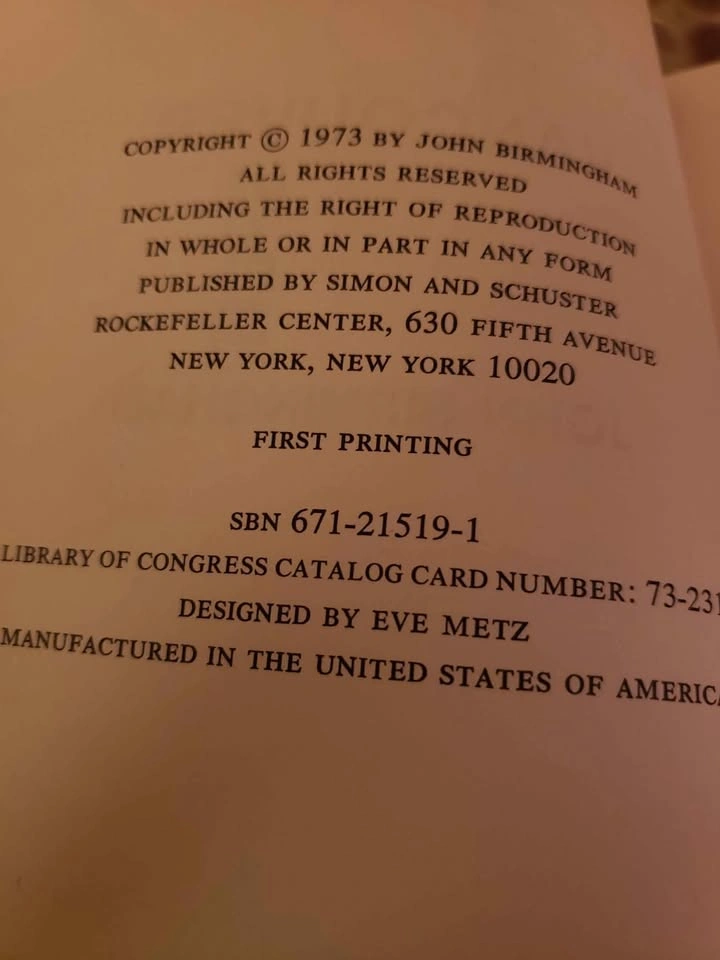 COPYRIGHT © 1973 BY JOHN BIRMINGHAM
ALL RIGHTS RESERVED
INCLUDING THE RIGHT OF REPRODUCTION
IN WHOLE OR IN PART IN ANY FORM
PUBLISHED BY SIMON AND SCHUSTER
ROCKEFELLER CENTER, 630 FIFTH AVENUE
NEW YORK, NEW YORK 10020
FIRST PRINTING
SBN 671-21519-1
LIBRARY OF CONGRESS CATALOG CARD NUMBER: 73-231
DESIGNED BY EVE METZ
MANUFACTURED IN THE UNITED STATES OF AMERICA